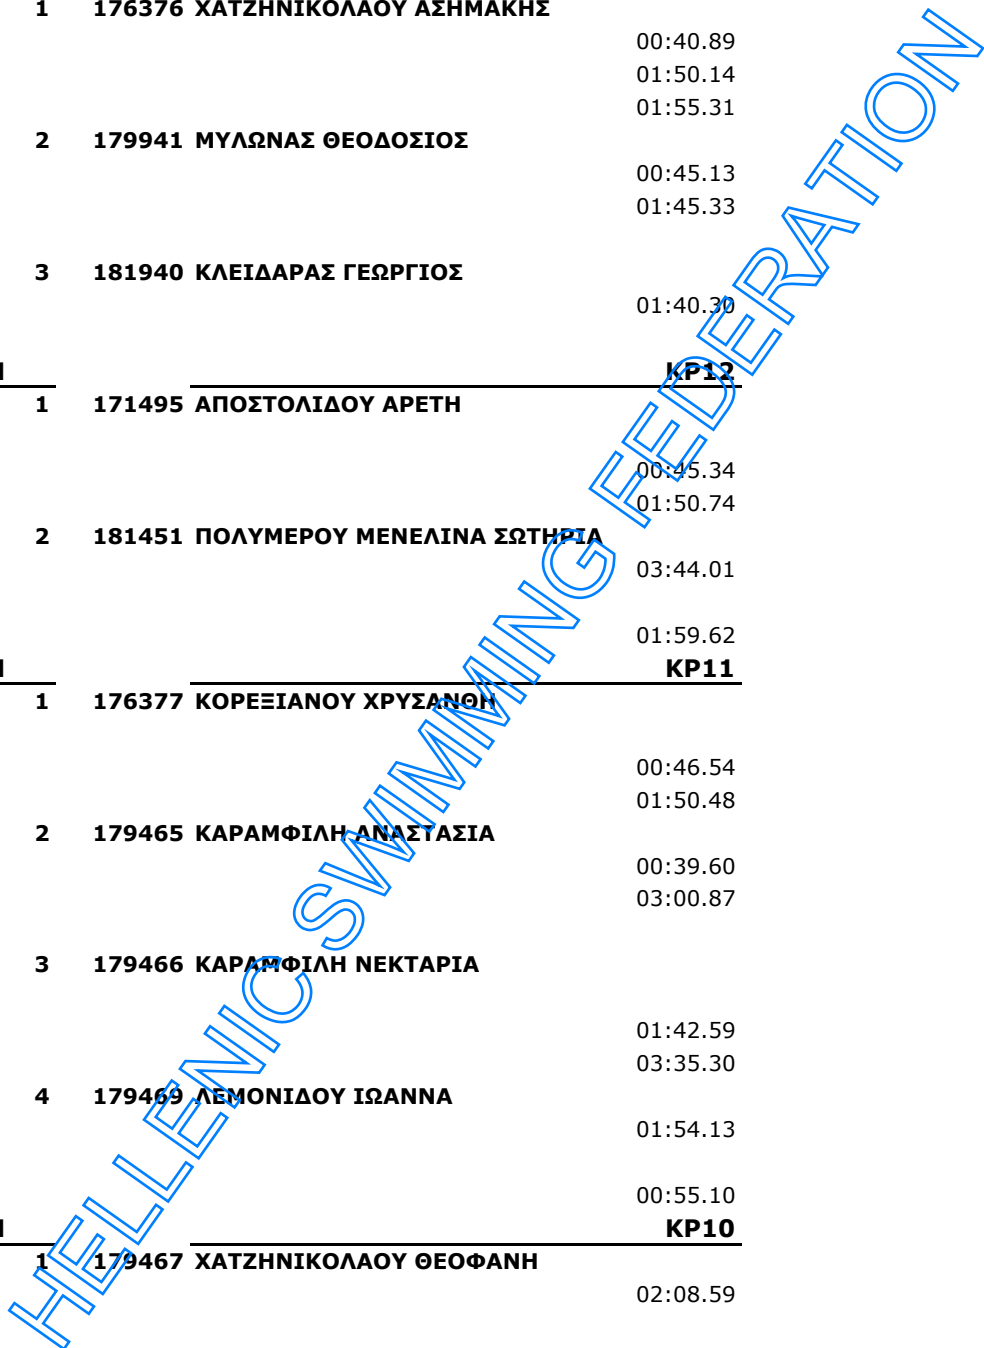 1 176376 ΧΑΤΖΗΝΙΚΟΛΑΟΥ ΑΣΗΜΑΚΗΣ
00:40.89
01:50.14
01:55.31
2 179941 ΜΥΛΩΝΑΣ ΘΕΟΔΟΣΙΟΣ
00:45.13
01:45.33
3 181940 ΚΛΕΙΔΑΡΑΣ ΓΕΩΡΓΙΟΣ
01:40.30
ΚΡ12
1 171495 ΑΠΟΣΤΟΛΙΔΟΥ ΑΡΕΤΗ
00:45.34
01:50.74
2 181451 ΠΟΛΥΜΕΡΟΥ ΜΕΝΕΛΙΝΑ ΣΩΤΗΡΙΑ
03:44.01
01:59.62
ΚΡ11
1 176377 ΚΟΡΕΞΙΑΝΟΥ ΧΡΥΣΑΝΘΗ
00:46.54
01:50.48
2 179465 ΚΑΡΑΜΦΙΛΗ ΑΝΑΣΤΑΣΙΑ
00:39.60
03:00.87
3 179466 ΚΑΡΑΜΦΙΛΗ ΝΕΚΤΑΡΙΑ
01:42.59
03:35.30
4 179469 ΛΕΜΟΝΙΔΟΥ ΙΩΑΝΝΑ
01:54.13
00:55.10
ΚΡ10
1 179467 ΧΑΤΖΗΝΙΚΟΛΑΟΥ ΘΕΟΦΑΝΗ
02:08.59
HELLENIC SWIMMING FEDERATION